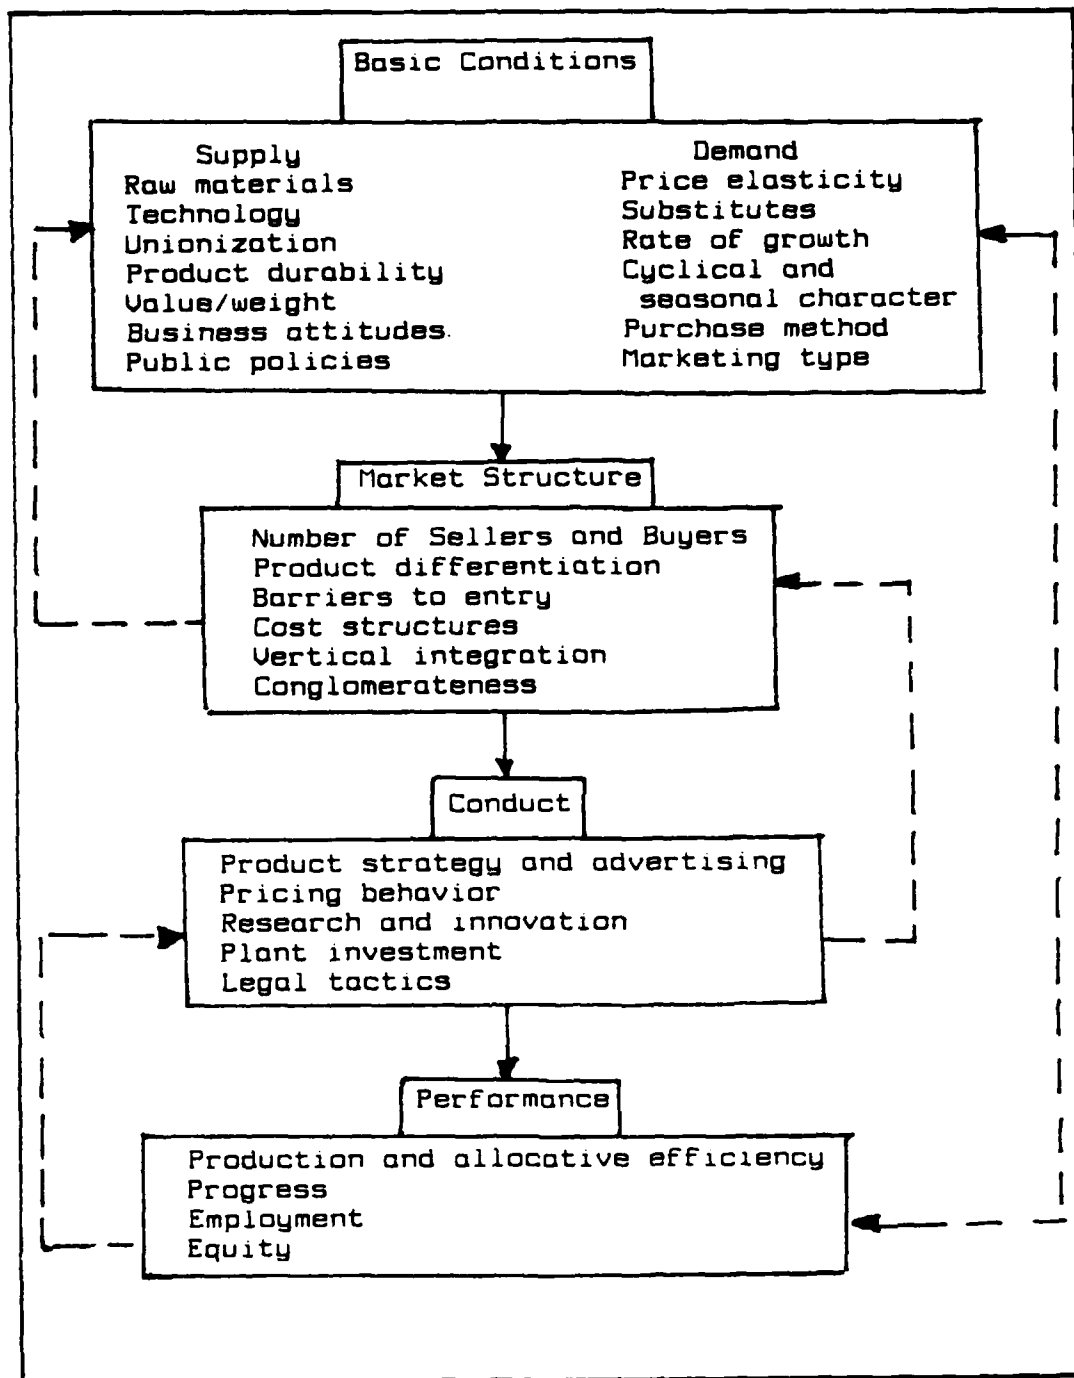 Basic Conditions
Supply
Raw materials
Technology
Unionization
Product durability
Value/weight
Business attitudes.
Public policies
Demand
Price elasticity
Substitutes
Rate of growth
Cyclical and
seasonal character
Purchase method
Marketing type
Market Structure
Number of Sellers and Buyers
Product differentiation
Barriers to entry
Cost structures
Vertical integration
Conglomerateness
Conduct
Product strategy and advertising
Pricing behavior
Research and innovation
Plant investment
Legal tactics
Performance
Production and allocative efficiency
Progress
Employment
Equity